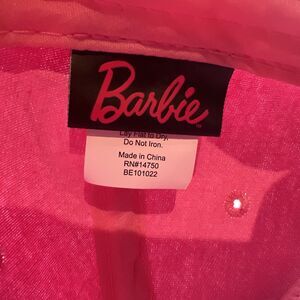 Barbie
Lay Flat to Dry.
Do Not Iron.
Made in China
RN#14750
BE101022